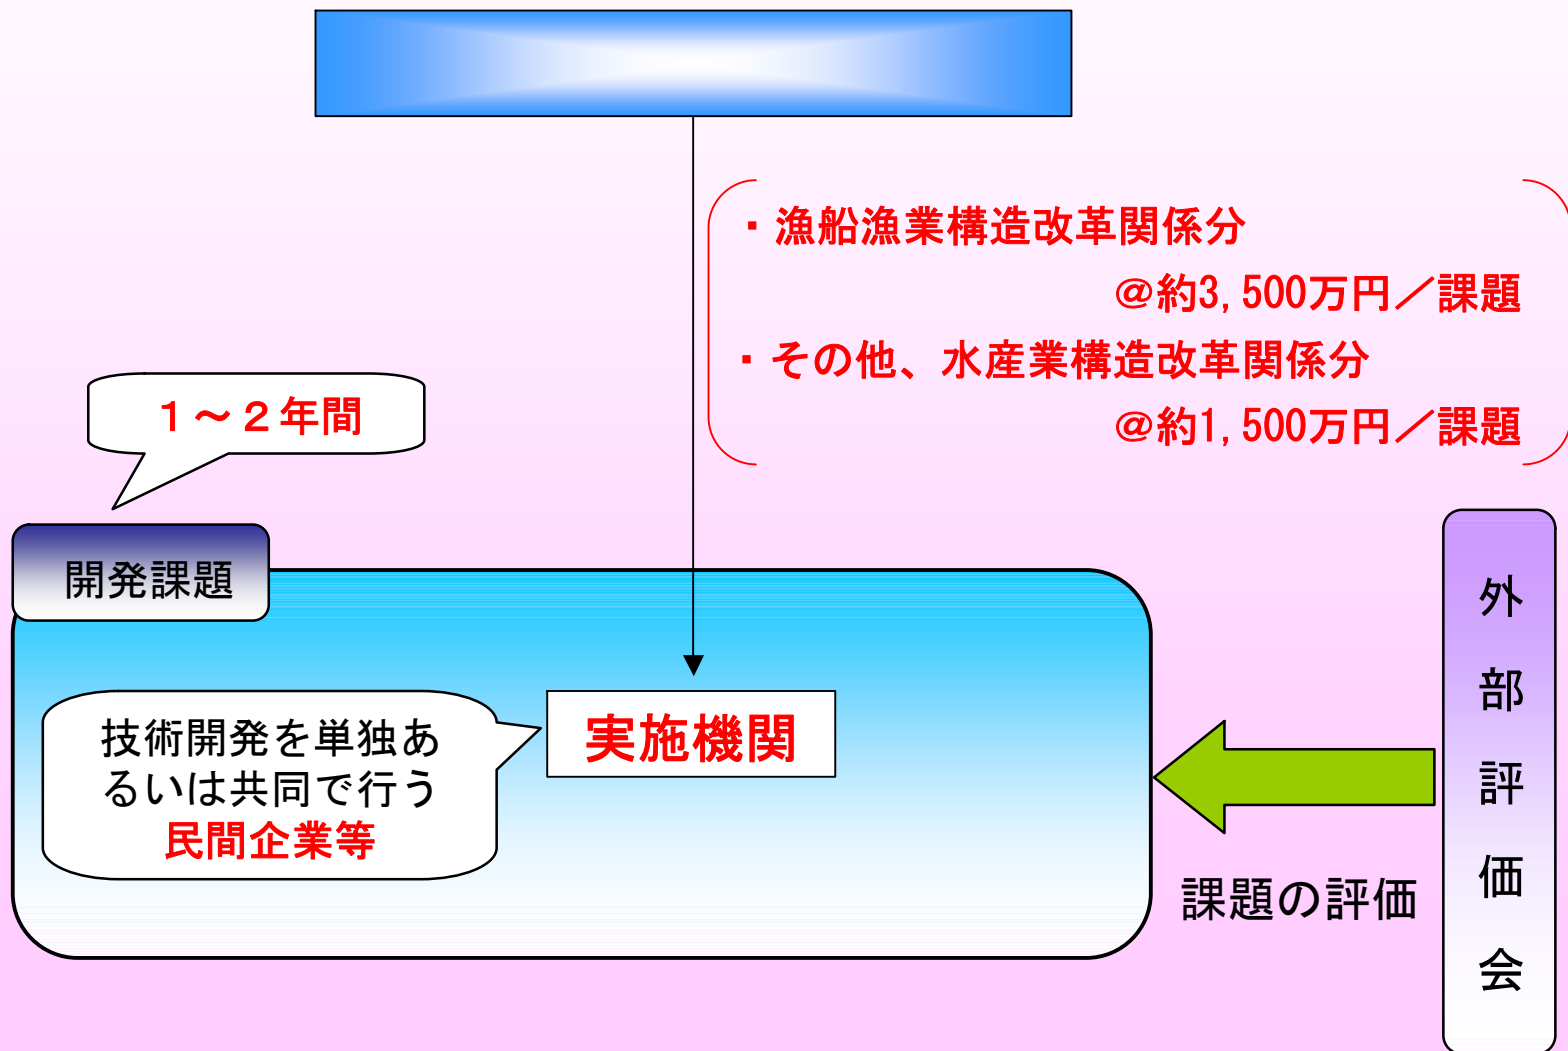 ・漁船漁業構造改革関係分
＠約3,500万円／課題
・その他、水産業構造改革関係分
＠約1,500万円／課題
１～２年間
開発課題
実施機関
技術開発を単独あ
るいは共同で行う
民間企業等
課題の評価
外部評価会